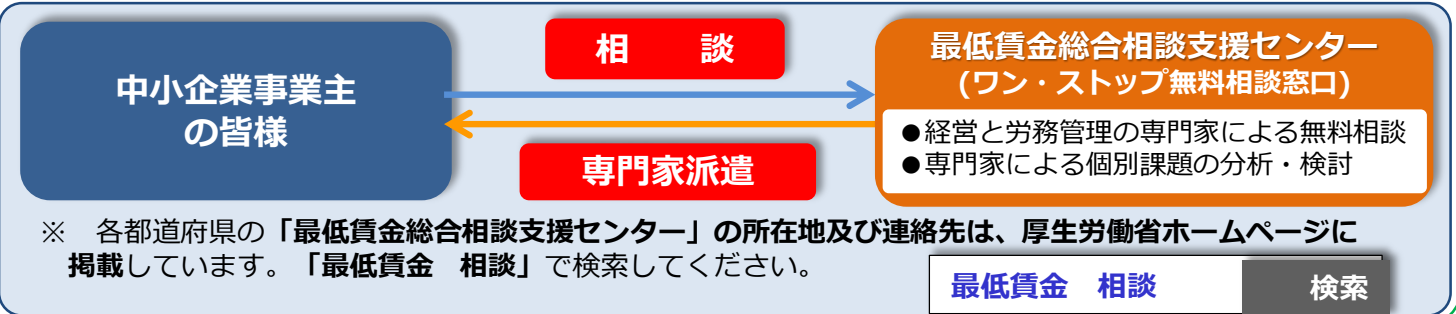 中小企業事業主
の皆様
相　　談
専門家派遣
最低賃金総合相談支援センター
(ワン・ストップ無料相談窓口)
●経営と労務管理の専門家による無料相談
●専門家による個別課題の分析・検討
※　各都道府県の「最低賃金総合相談支援センター」の所在地及び連絡先は、厚生労働省ホームページに
掲載しています。「最低賃金　相談」で検索してください。
最低賃金　相談　検索